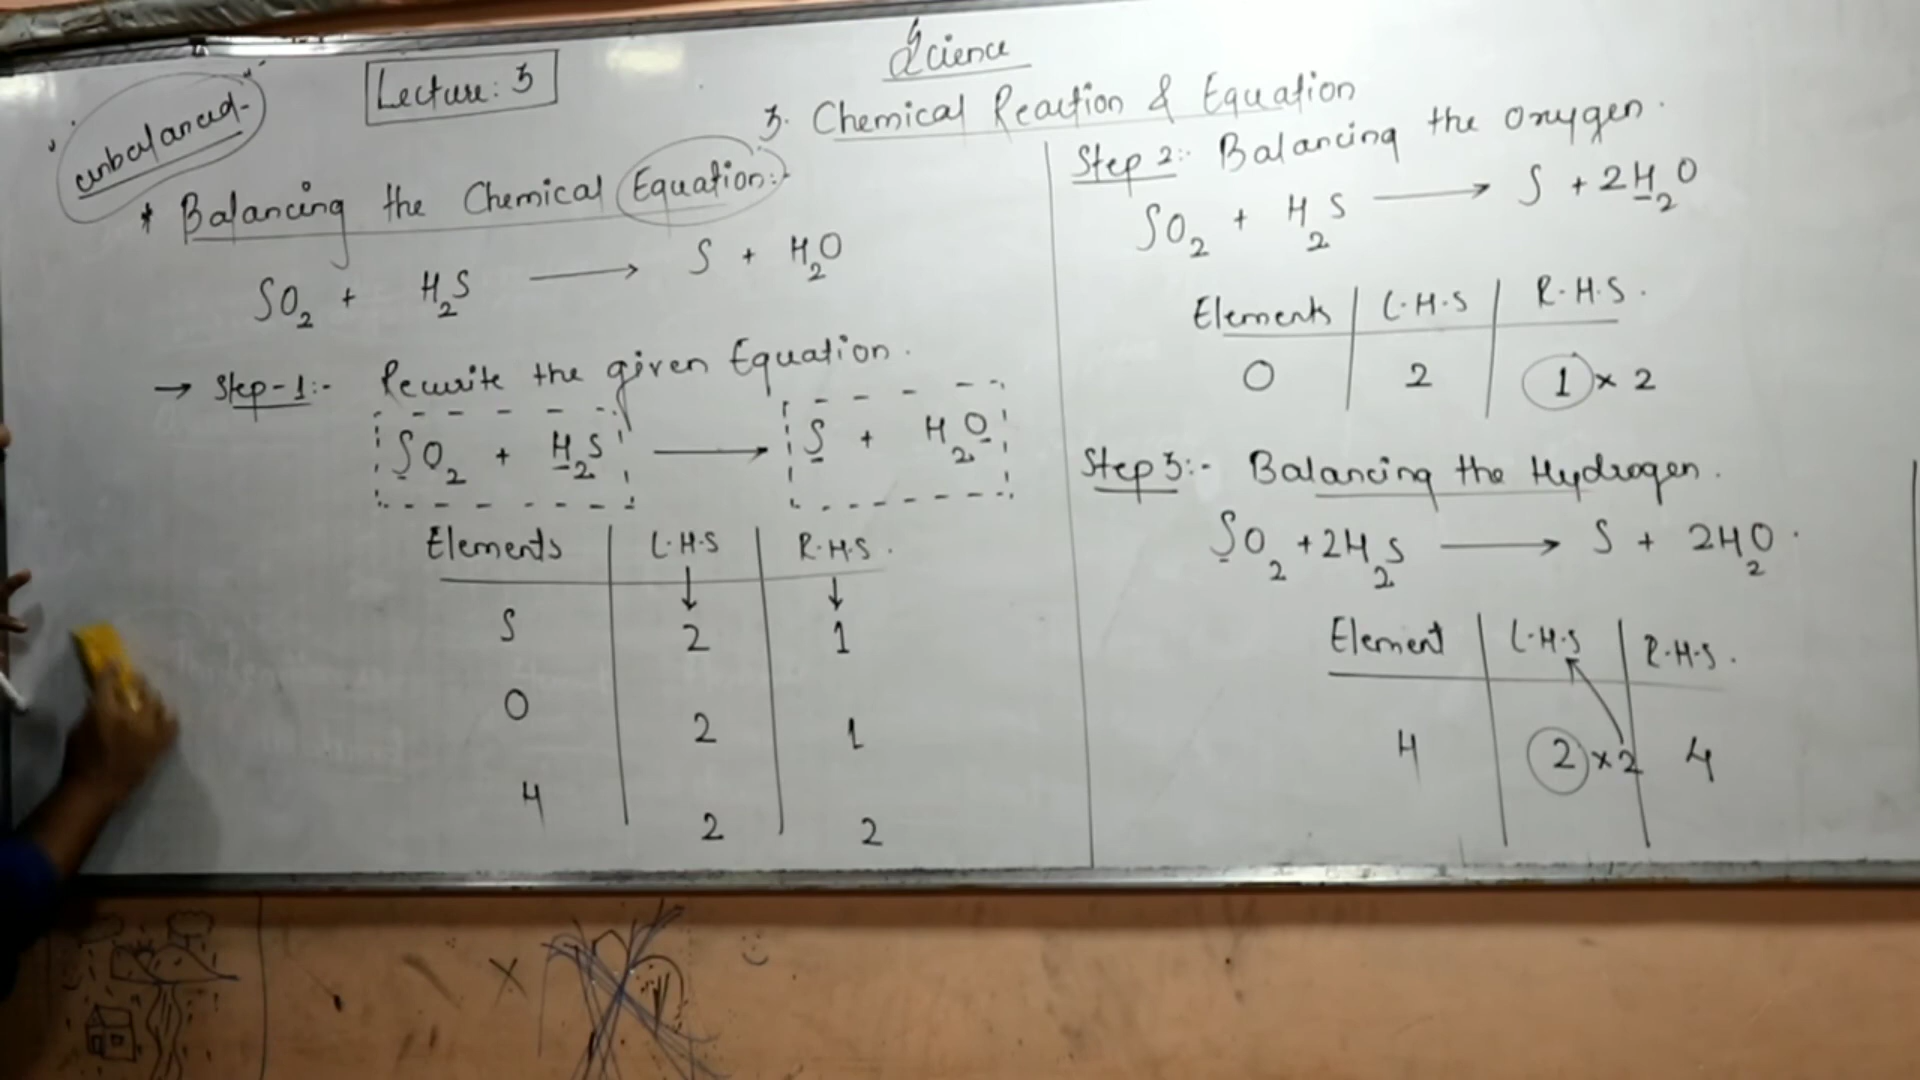 Science
Lecture: 3
3. Chemical Reaction & Equation
unbalanced
* Balancing the Chemical Equation:-
SO₂ + H₂S ⟶ S + H₂O
→ Step-1:- Rewrite the given Equation.
SO₂ + H₂S ⟶ S + H₂O
Elements | L.H.S | R.H.S.
↓ ↓
S 2 1
O 2 1
H 2 2
Step 2:- Balancing the Oxygen.
SO₂ + H₂S ⟶ S + 2H₂O
Elements | L.H.S | R.H.S.
O 2 1 × 2
Step 3:- Balancing the Hydrogen.
SO₂ + 2H₂S ⟶ S + 2H₂O.
Element | L.H.S | R.H.S.
H 2 × 2 4